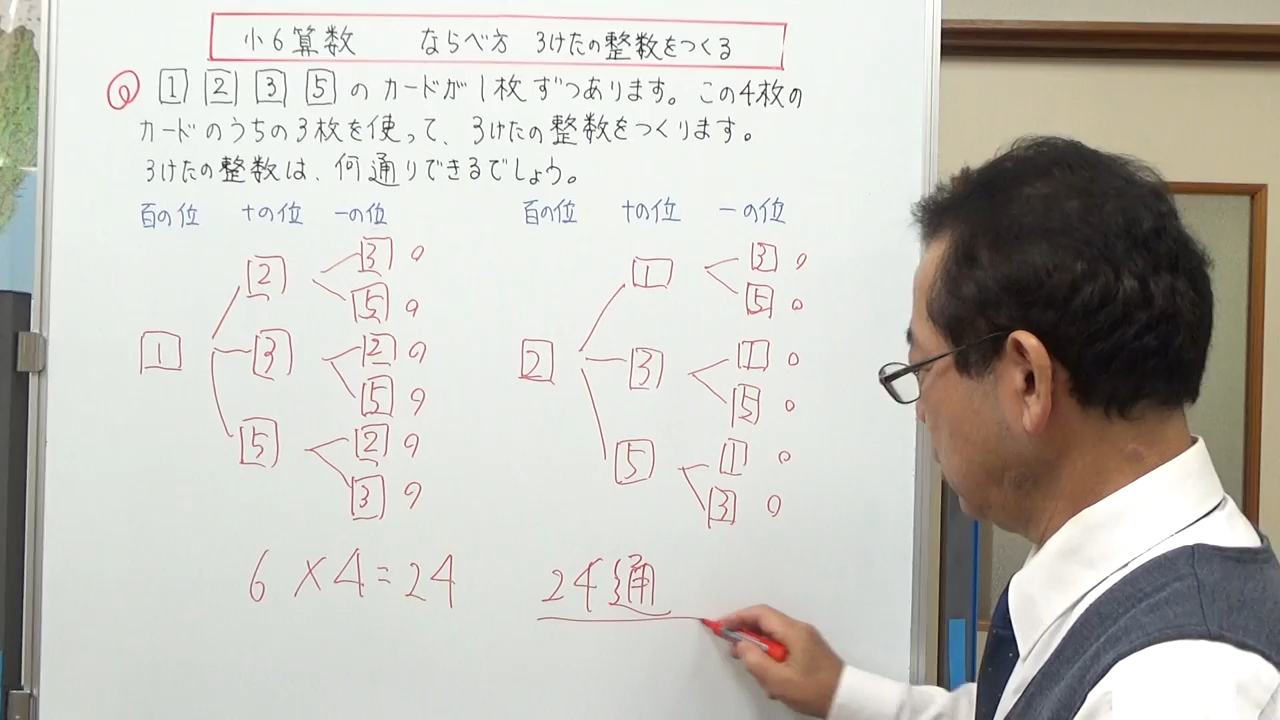 小6算数 ならべ方 3けたの整数をつくる
Q 1 2 3 5 のカードが1枚ずつあります。この4枚の
カードのうちの3枚を使って、3けたの整数をつくります。
3けたの整数は、何通りできるでしょう。
百の位 十の位 一の位 百の位 十の位 一の位
3 3
2 1
5 5
2 1
1 3 2 3
5 5
2 1
5 5
3 3
6×4=24 24通